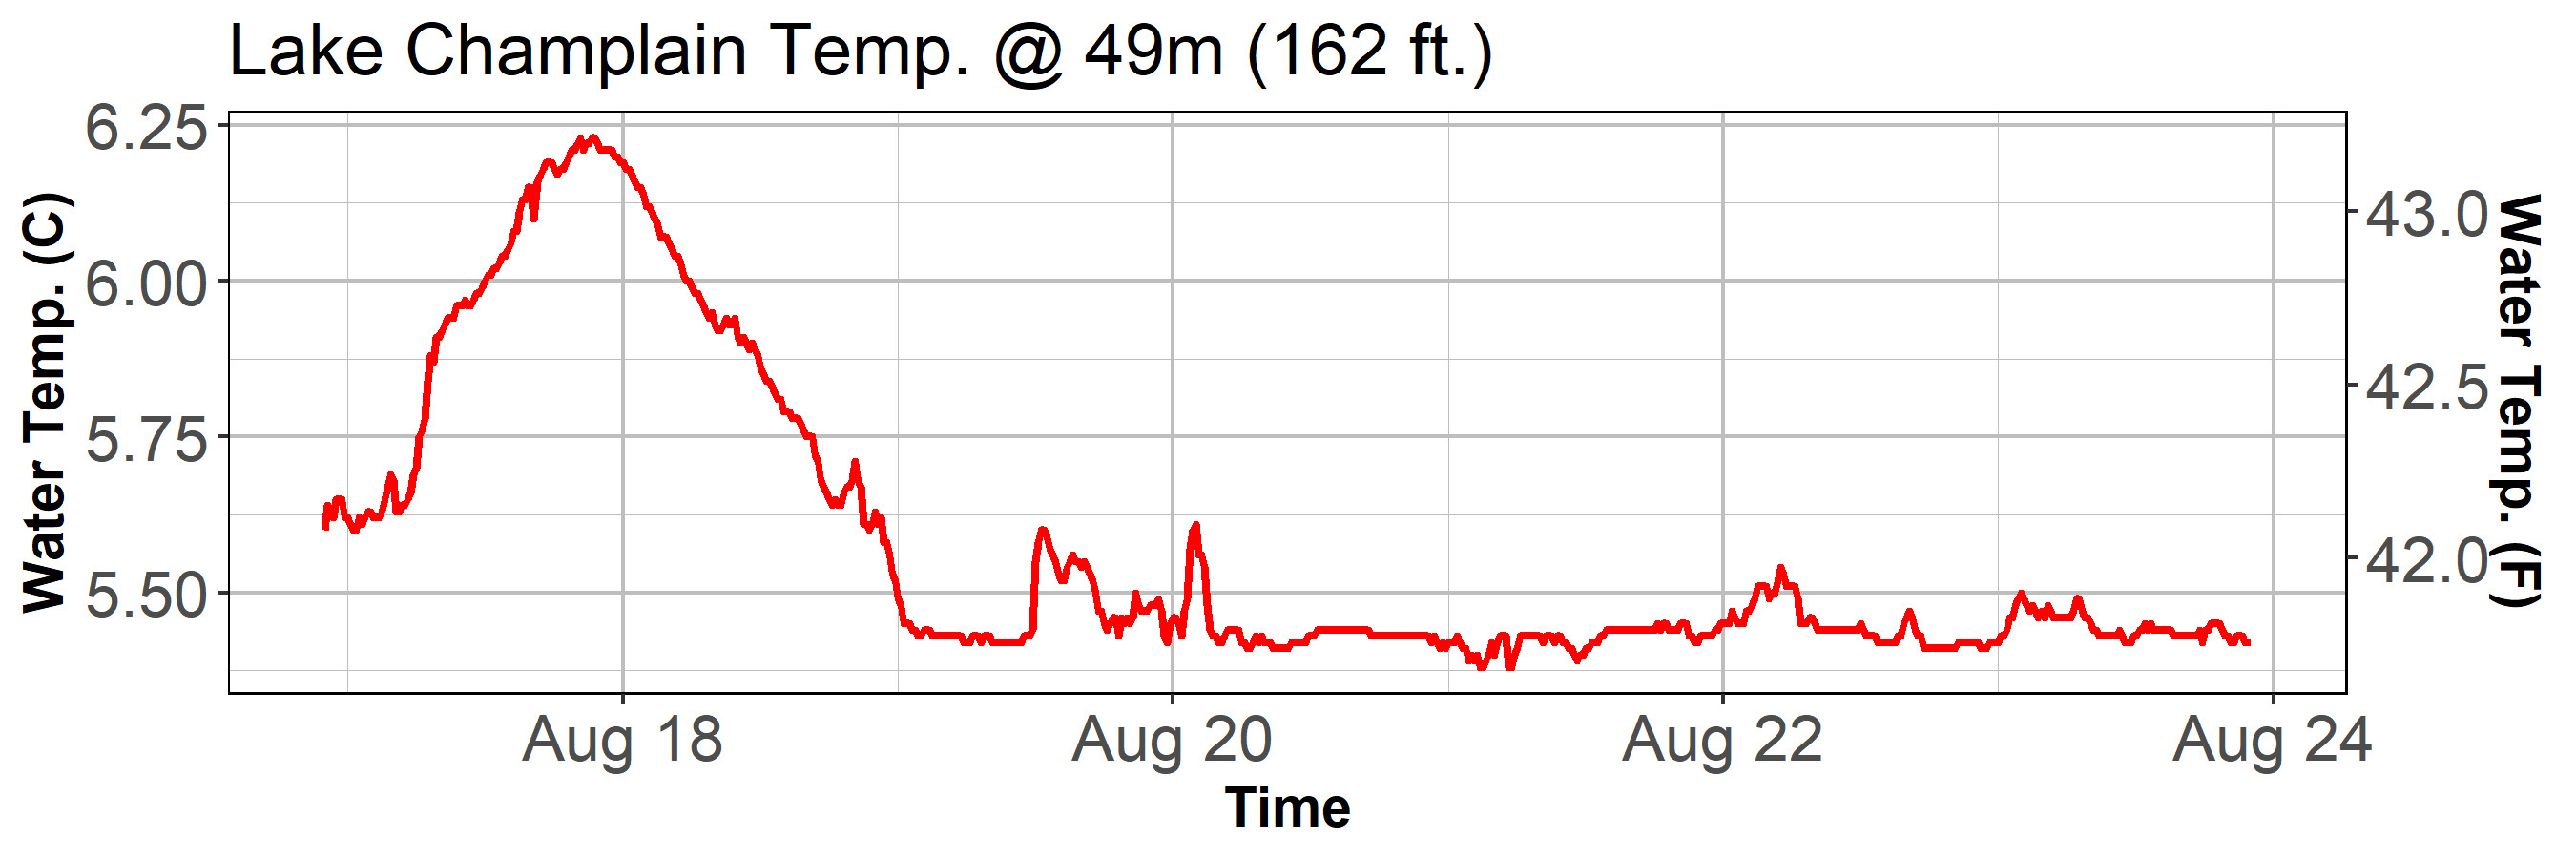 Lake Champlain Temp. @ 49m (162 ft.)
Water Temp. (C)
6.25
6.00
5.75
5.50
43.0
42.5
42.0
Water Temp. (F)
Aug 18
Aug 20
Aug 22
Aug 24
Time